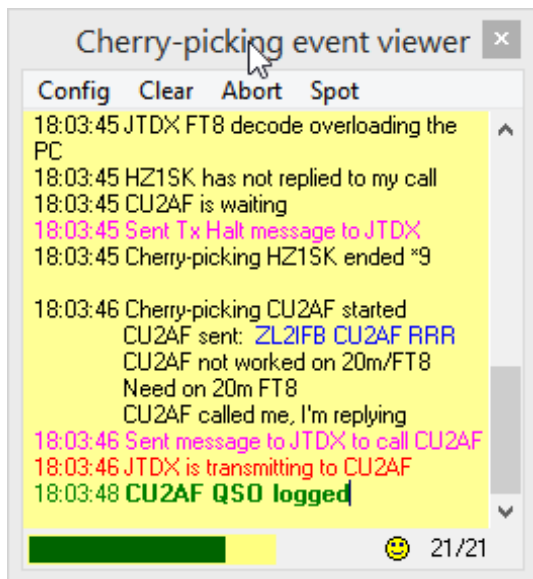 Cherry-picking event viewer
Config Clear Abort Spot
18:03:45 JTDX FT8 decode overloading the
PC
18:03:45 HZ1SK has not replied to my call
18:03:45 CU2AF is waiting
18:03:45 Sent Tx Halt message to JTDX
18:03:45 Cherry-picking HZ1SK ended *9
18:03:46 Cherry-picking CU2AF started
CU2AF sent: ZL2IFB CU2AF RRR
CU2AF not worked on 20m/FT8
Need on 20m FT8
CU2AF called me, I'm replying
18:03:46 Sent message to JTDX to call CU2AF
18:03:46 JTDX is transmitting to CU2AF
18:03:48 CU2AF QSO logged
21/21